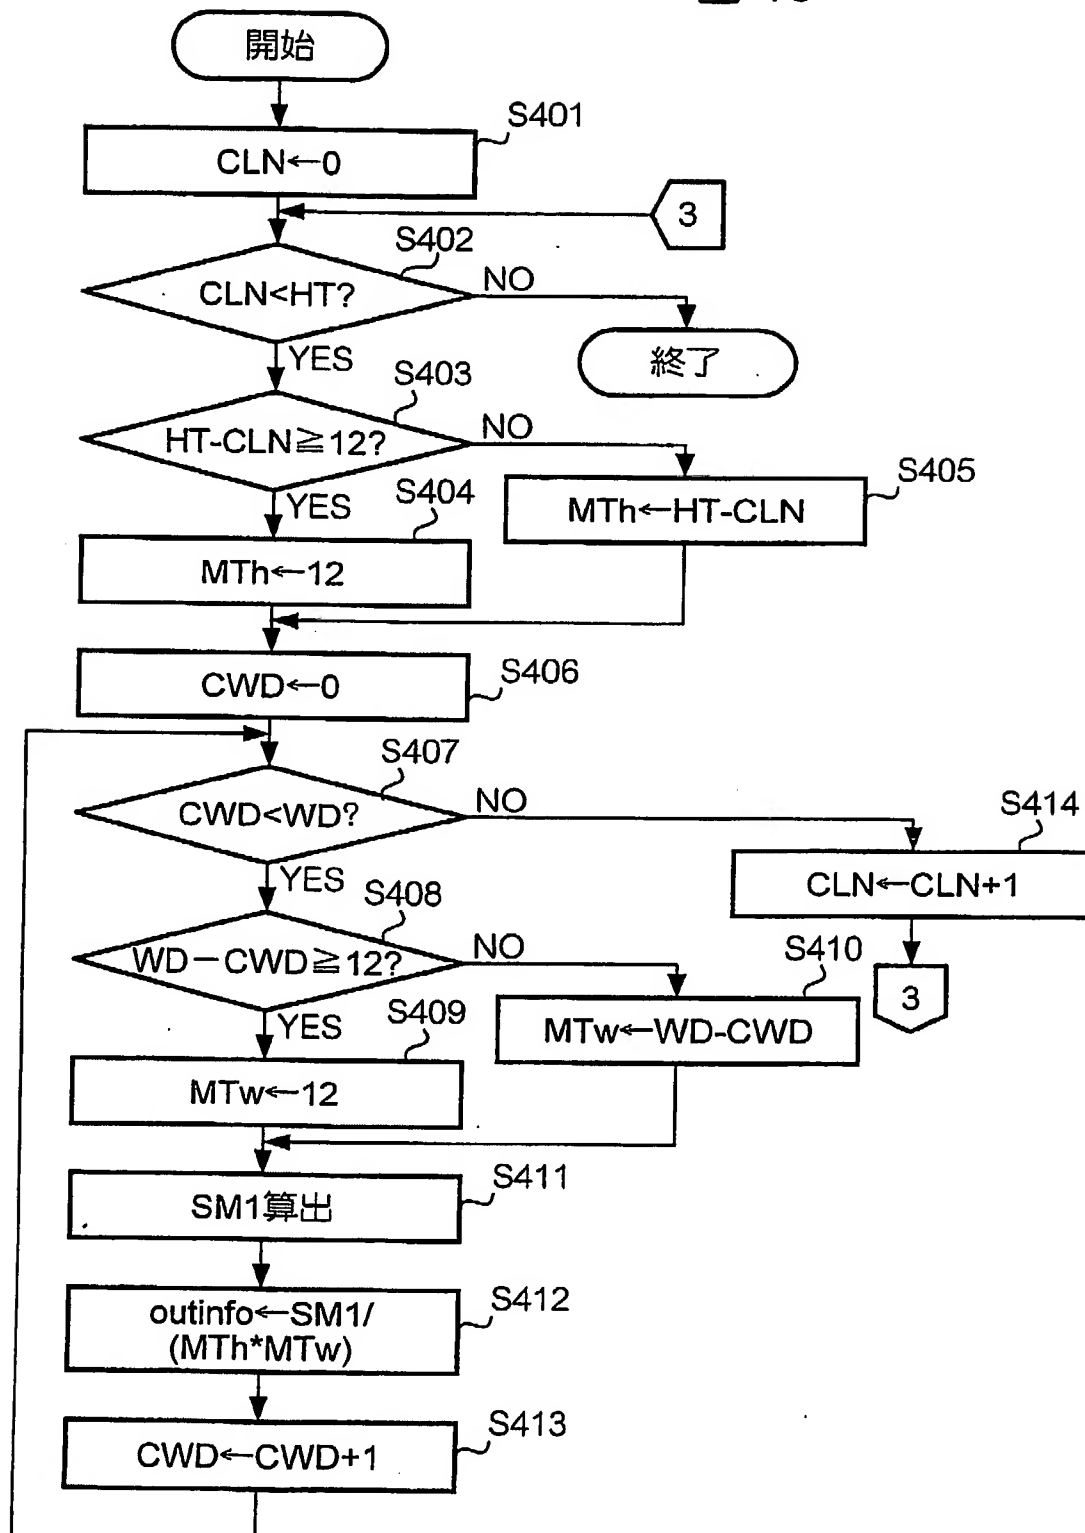 開始
S401
CLN←0
3
S402
CLN<HT?
NO
終了
YES
S403
HT-CLN≧12?
NO
S405
MTh←HT-CLN
YES
S404
MTh←12
S406
CWD←0
S407
CWD<WD?
NO
S414
CLN←CLN+1
3
YES
S408
WD−CWD≧12?
NO
S410
MTw←WD-CWD
YES
S409
MTw←12
S411
SM1算出
S412
outinfo←SM1/
(MTh*MTw)
S413
CWD←CWD+1